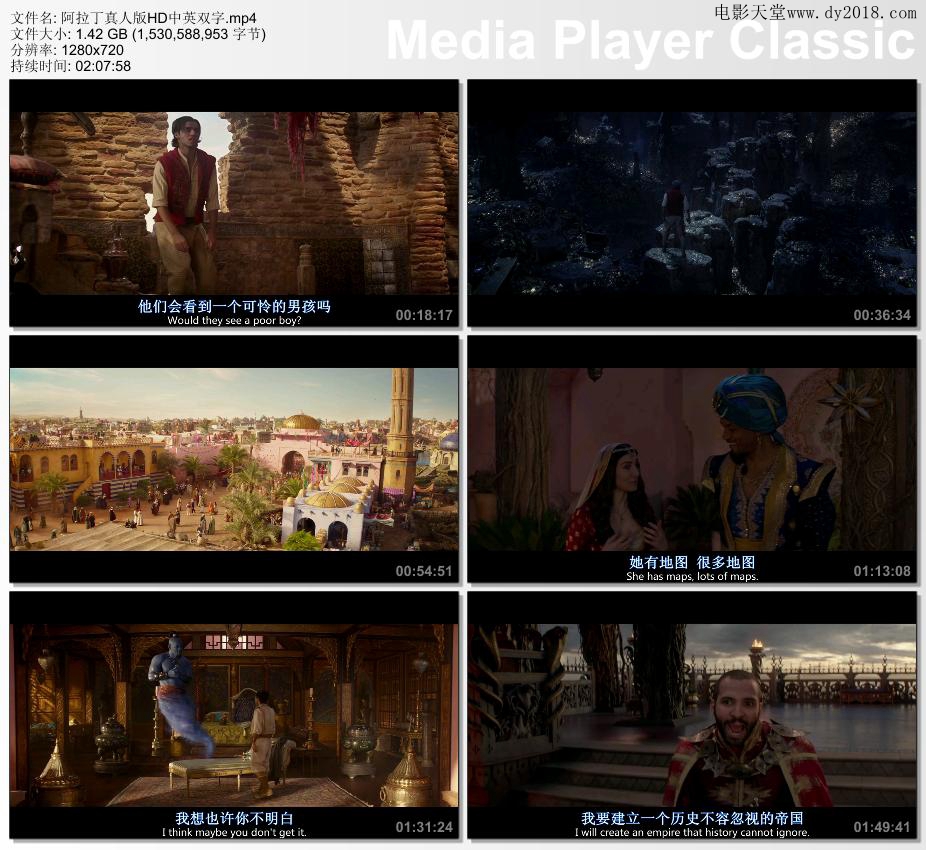 文件名: 阿拉丁真人版HD中英双字.mp4
电影天堂www.dy2018.com
文件大小: 1.42 GB (1,530,588,953 字节)
分辨率: 1280x720
持续时间: 02:07:58
Media Player Classic
他们会看到一个可怜的男孩吗
Would they see a poor boy?
00:18:17
00:36:34
00:54:51
她有地图 很多地图
She has maps, lots of maps.
01:13:08
我想也许你不明白
I think maybe you don't get it.
01:31:24
我要建立一个历史不容忽视的帝国
I will create an empire that history cannot ignore.
01:49:41